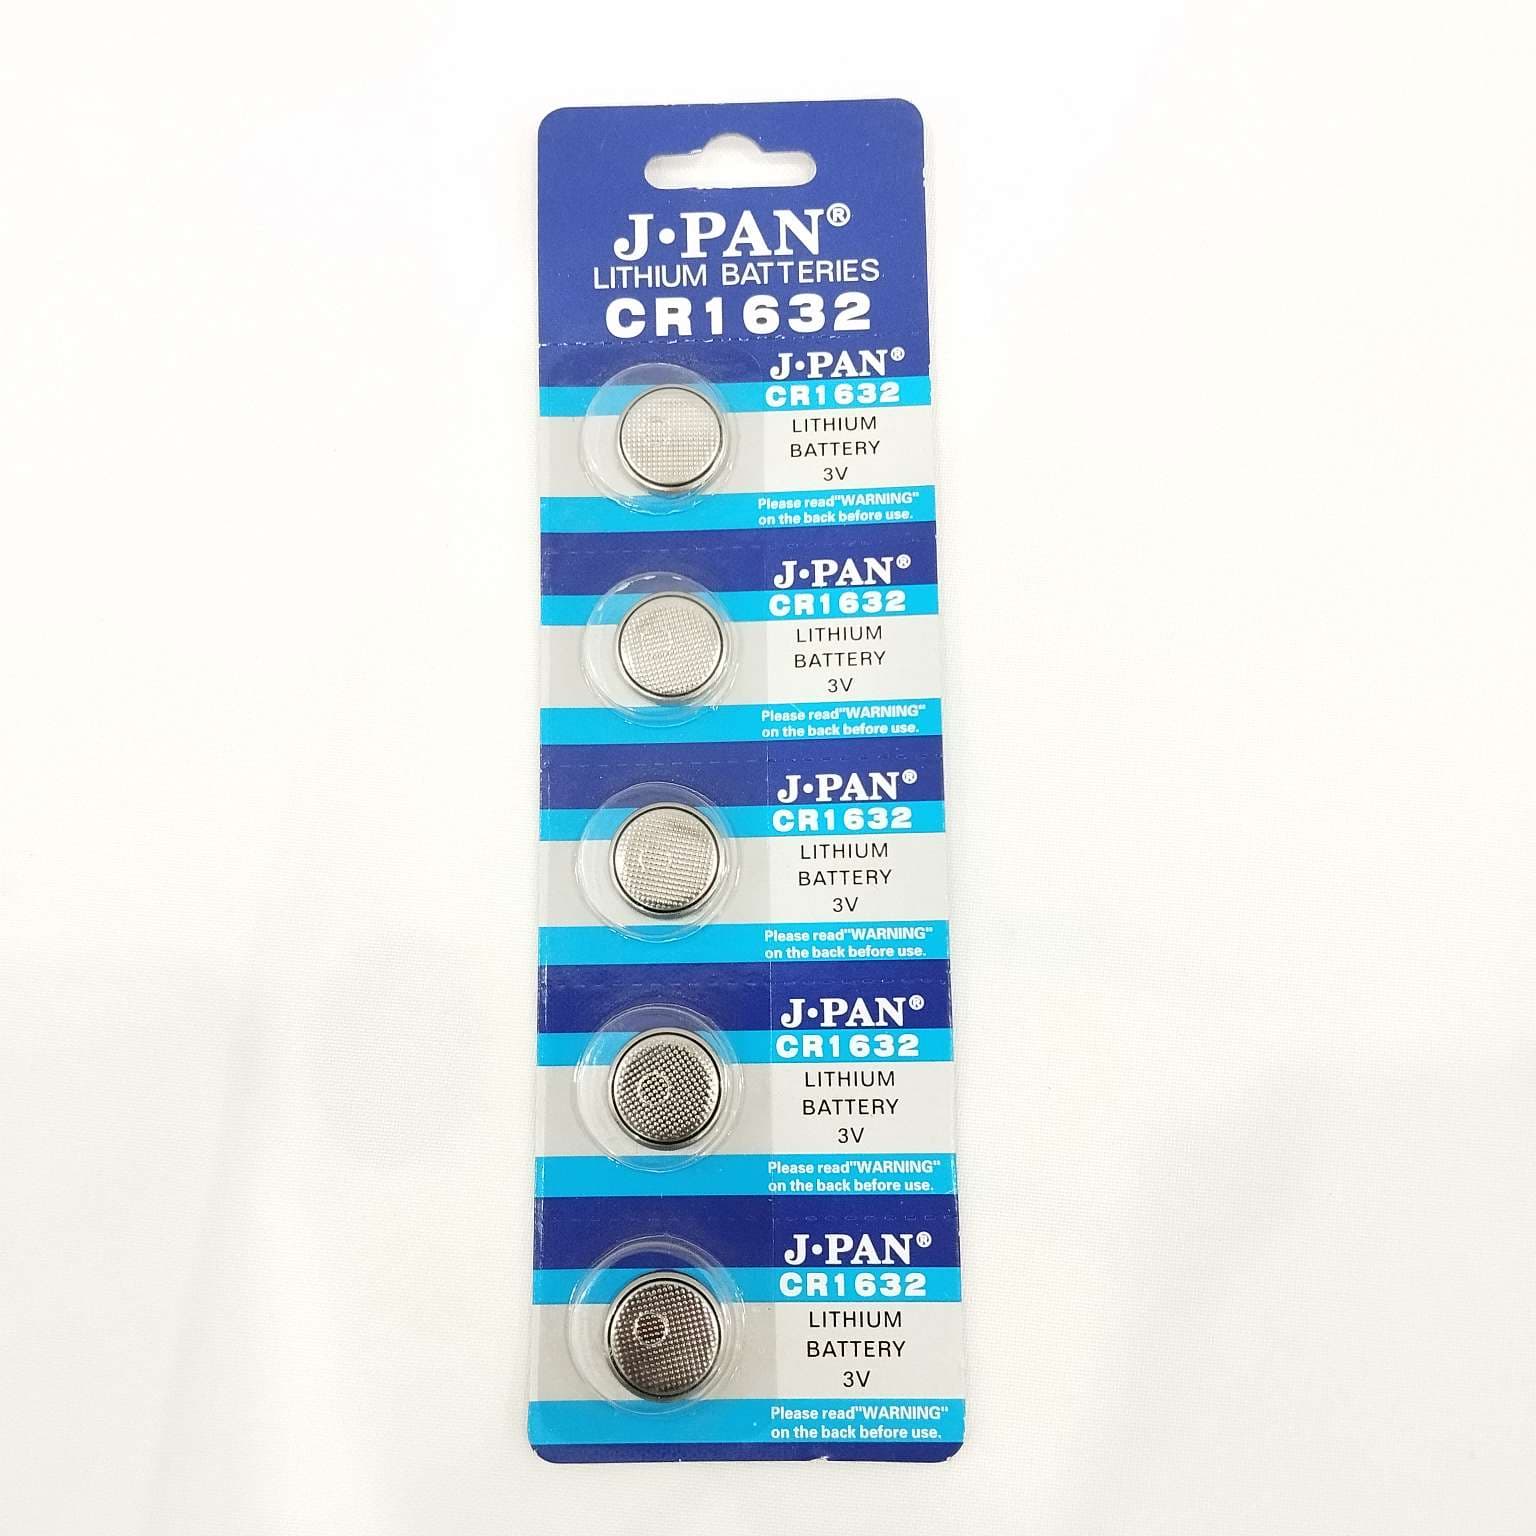 J·PAN®
LITHIUM BATTERIES
CR1632
J·PAN®
CR1632
LITHIUM
BATTERY
3V
Please read"WARNING"
on the back before use.
J·PAN®
CR1632
LITHIUM
BATTERY
3V
Please read"WARNING"
on the back before use.
J·PAN®
CR1632
LITHIUM
BATTERY
3V
Please read"WARNING"
on the back before use.
J·PAN®
CR1632
LITHIUM
BATTERY
3V
Please read"WARNING"
on the back before use.
J·PAN®
CR1632
LITHIUM
BATTERY
3V
Please read"WARNING"
on the back before use.